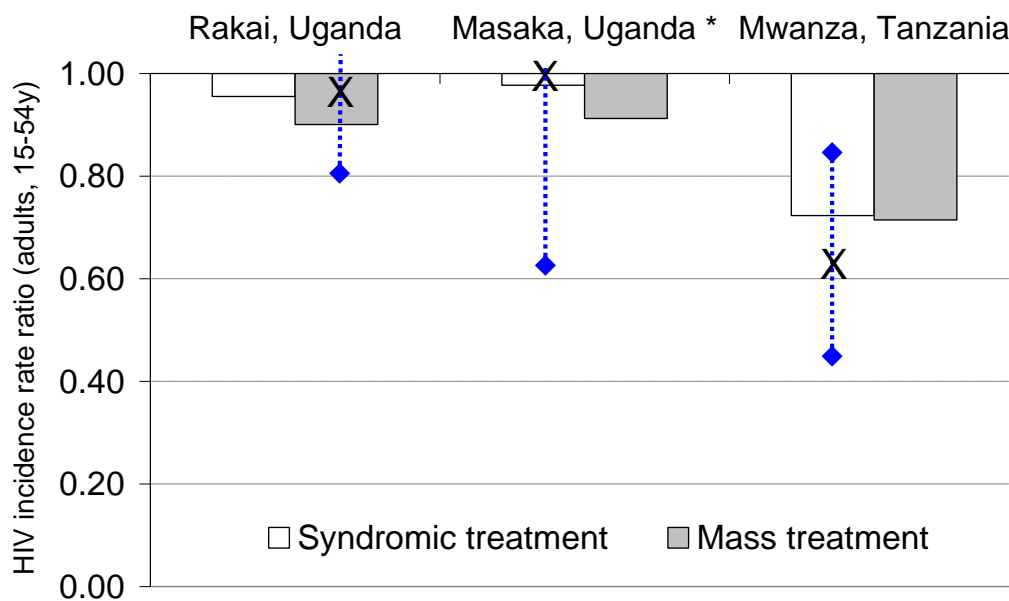 Rakai, Uganda Masaka, Uganda * Mwanza, Tanzania
HIV incidence rate ratio (adults, 15-54y)
1.00
0.80
0.60
0.40
0.20
0.00
X X X
Syndromic treatment Mass treatment